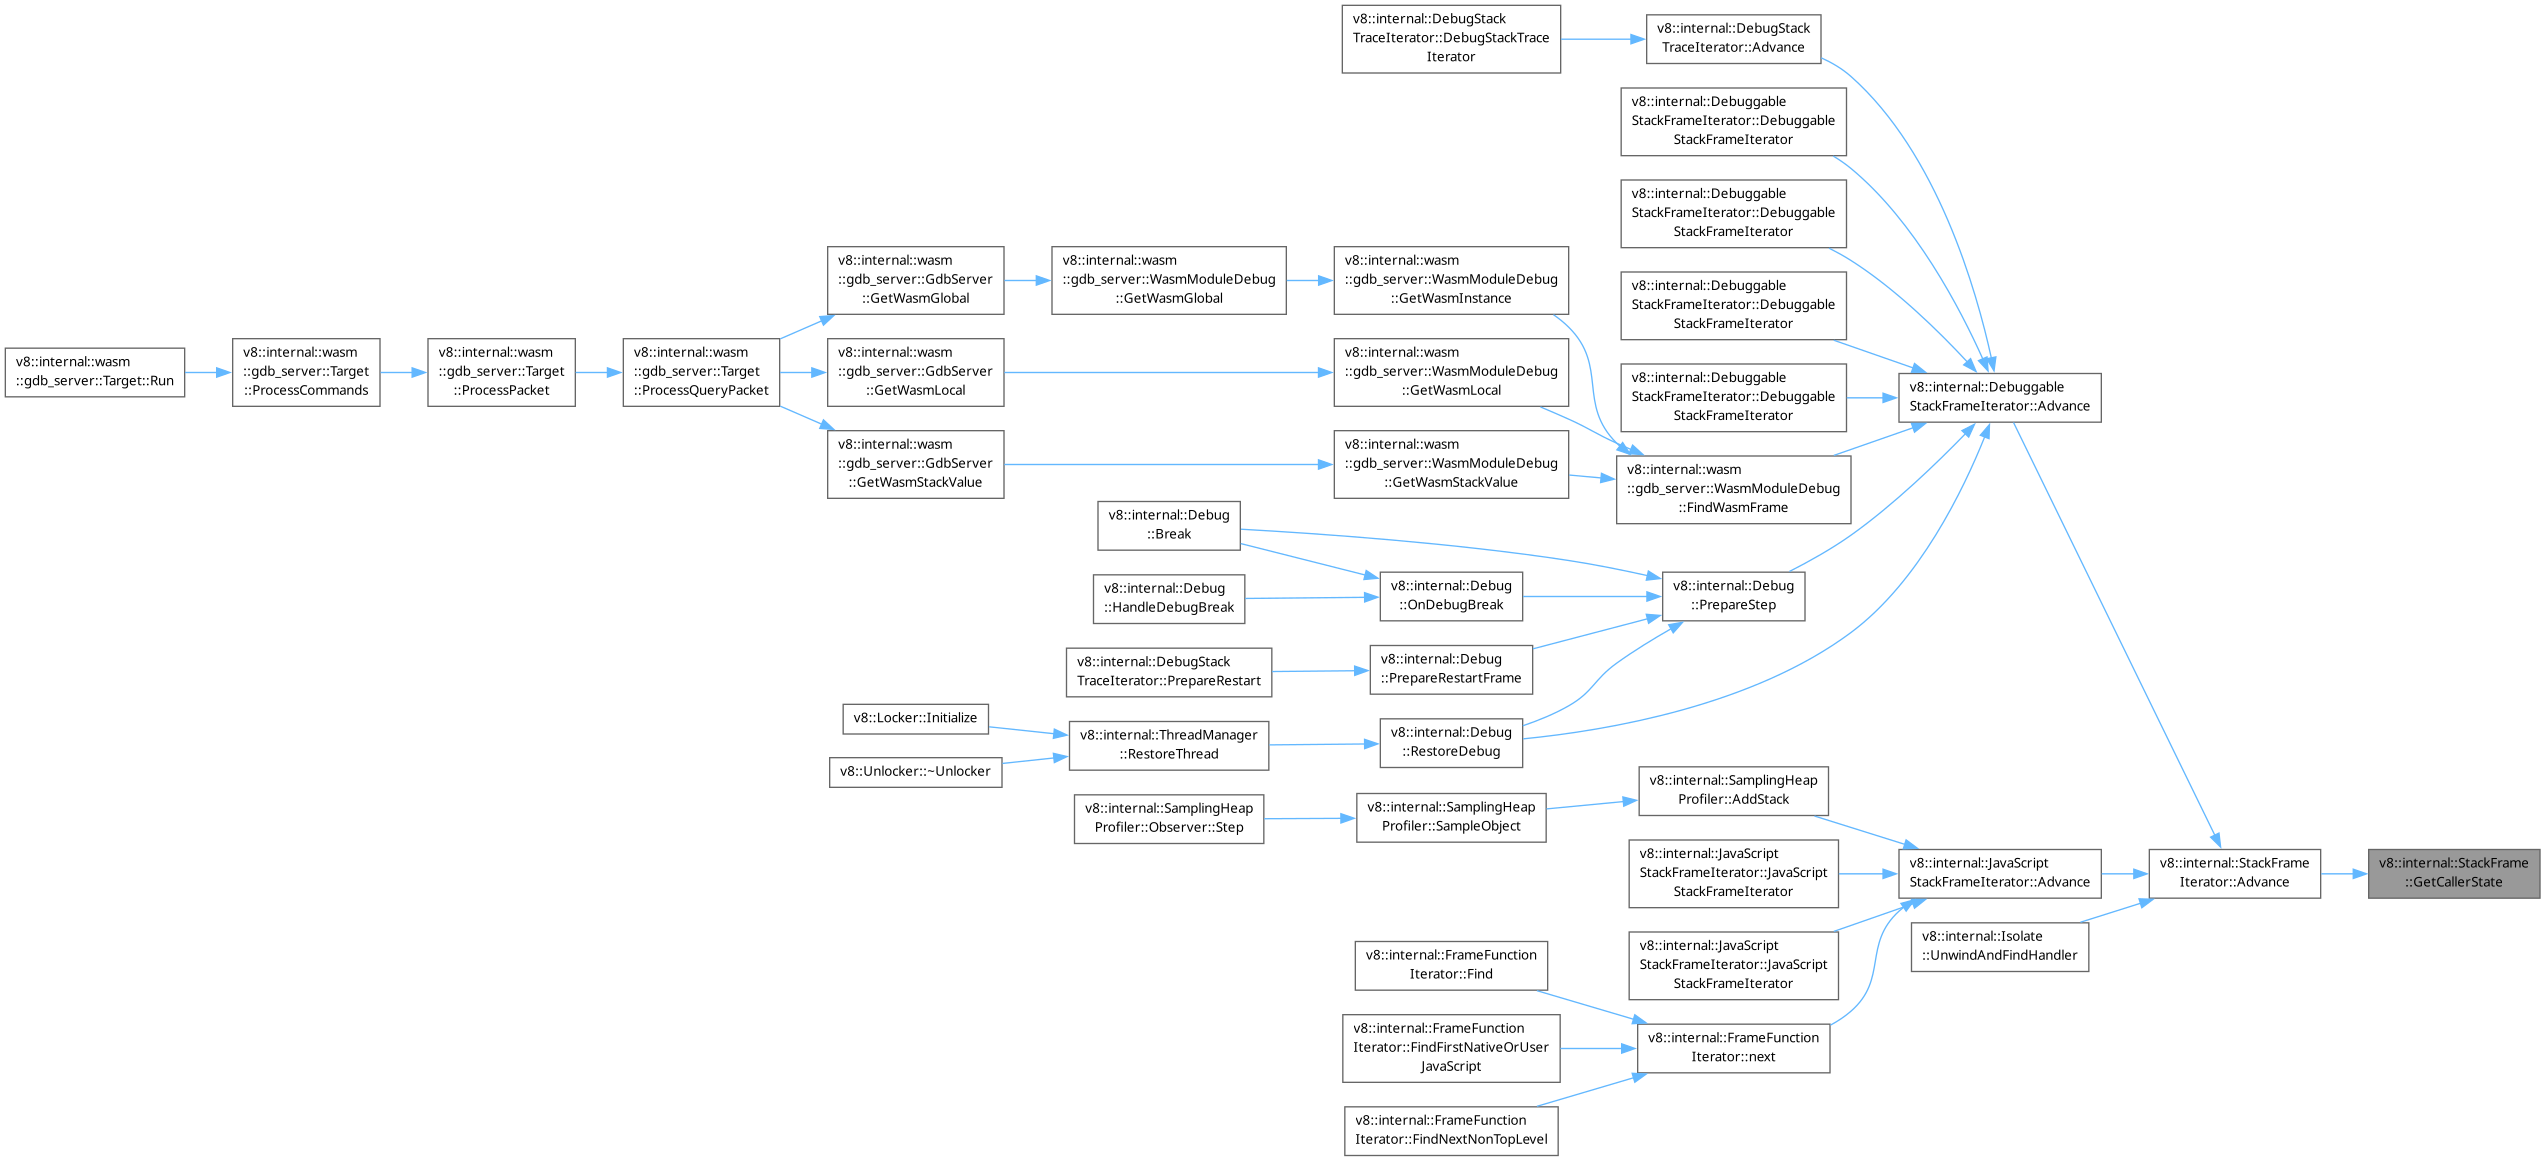 v8::internal::DebugStack
TraceIterator::DebugStackTrace
Iterator
v8::internal::DebugStack
TraceIterator::Advance
v8::internal::Debuggable
StackFrameIterator::Debuggable
StackFrameIterator
v8::internal::Debuggable
StackFrameIterator::Debuggable
StackFrameIterator
v8::internal::Debuggable
StackFrameIterator::Debuggable
StackFrameIterator
v8::internal::Debuggable
StackFrameIterator::Debuggable
StackFrameIterator
v8::internal::Debuggable
StackFrameIterator::Advance
v8::internal::wasm
::gdb_server::GdbServer
::GetWasmGlobal
v8::internal::wasm
::gdb_server::WasmModuleDebug
::GetWasmGlobal
v8::internal::wasm
::gdb_server::WasmModuleDebug
::GetWasmInstance
v8::internal::wasm
::gdb_server::Target::Run
v8::internal::wasm
::gdb_server::Target
::ProcessCommands
v8::internal::wasm
::gdb_server::Target
::ProcessPacket
v8::internal::wasm
::gdb_server::Target
::ProcessQueryPacket
v8::internal::wasm
::gdb_server::GdbServer
::GetWasmLocal
v8::internal::wasm
::gdb_server::WasmModuleDebug
::GetWasmLocal
v8::internal::wasm
::gdb_server::GdbServer
::GetWasmStackValue
v8::internal::wasm
::gdb_server::WasmModuleDebug
::GetWasmStackValue
v8::internal::wasm
::gdb_server::WasmModuleDebug
::FindWasmFrame
v8::internal::Debug
::Break
v8::internal::Debug
::HandleDebugBreak
v8::internal::Debug
::OnDebugBreak
v8::internal::Debug
::PrepareStep
v8::internal::DebugStack
TraceIterator::PrepareRestart
v8::internal::Debug
::PrepareRestartFrame
v8::Locker::Initialize
v8::Unlocker::~Unlocker
v8::internal::ThreadManager
::RestoreThread
v8::internal::Debug
::RestoreDebug
v8::internal::SamplingHeap
Profiler::Observer::Step
v8::internal::SamplingHeap
Profiler::SampleObject
v8::internal::SamplingHeap
Profiler::AddStack
v8::internal::JavaScript
StackFrameIterator::JavaScript
StackFrameIterator
v8::internal::JavaScript
StackFrameIterator::JavaScript
StackFrameIterator
v8::internal::JavaScript
StackFrameIterator::Advance
v8::internal::StackFrame
Iterator::Advance
v8::internal::StackFrame
::GetCallerState
v8::internal::Isolate
::UnwindAndFindHandler
v8::internal::FrameFunction
Iterator::Find
v8::internal::FrameFunction
Iterator::FindFirstNativeOrUser
JavaScript
v8::internal::FrameFunction
Iterator::next
v8::internal::FrameFunction
Iterator::FindNextNonTopLevel